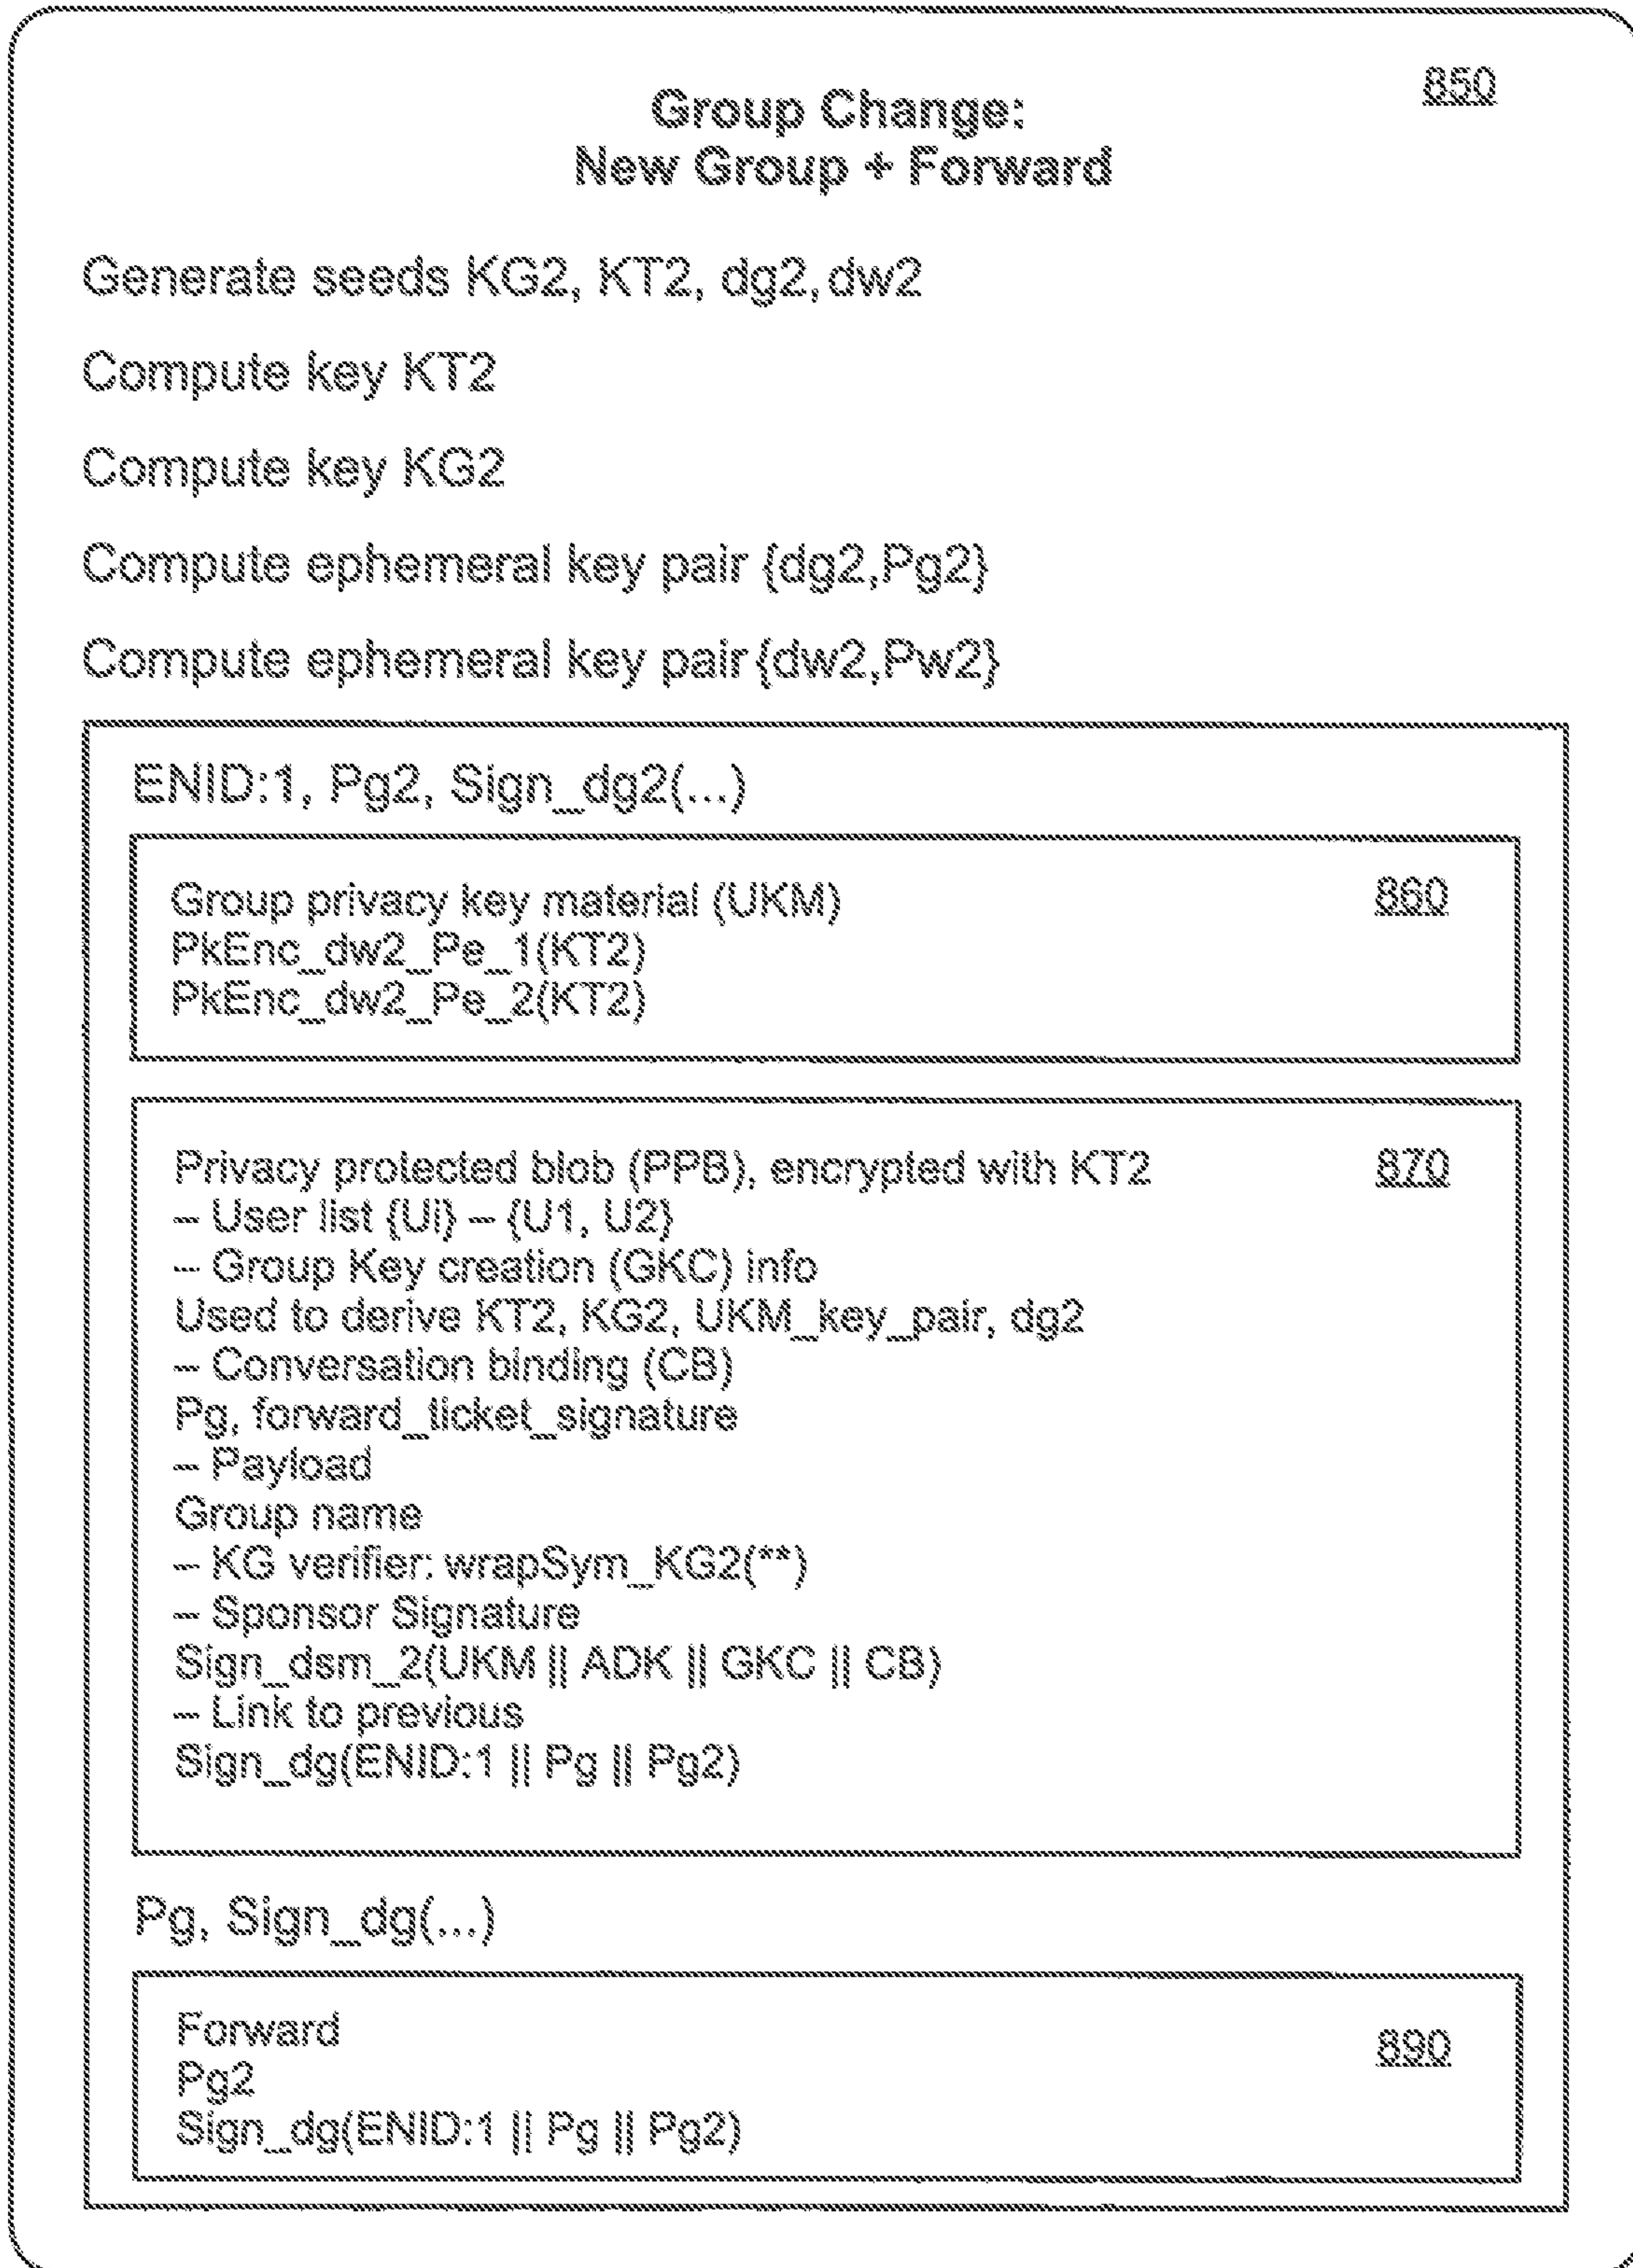 850
Group Change:
New Group + Forward
Generate seeds KG2, KT2, dg2, dw2
Compute key KT2
Compute key KG2
Compute ephemeral key pair {dg2,Pg2}
Compute ephemeral key pair {dw2,Pw2}
ENID:1, Pg2, Sign_dg2(...)
Group privacy key material (UKM) 860
PkEnc_dw2_Pe_1(KT2)
PkEnc_dw2_Pe_2(KT2)
Privacy protected blob (PPB), encrypted with KT2 870
– User list {Ui} – {U1, U2}
– Group Key creation (GKC) info
Used to derive KT2, KG2, UKM_key_pair, dg2
– Conversation binding (CB)
Pg, forward_ticket_signature
– Payload
Group name
– KG verifier: wrapSym_KG2(**)
– Sponsor Signature
Sign_dsm_2(UKM || ADK || GKC || CB)
– Link to previous
Sign_dg(ENID:1 || Pg || Pg2)
Pg, Sign_dg(...)
Forward 890
Pg2
Sign_dg(ENID:1 || Pg || Pg2)